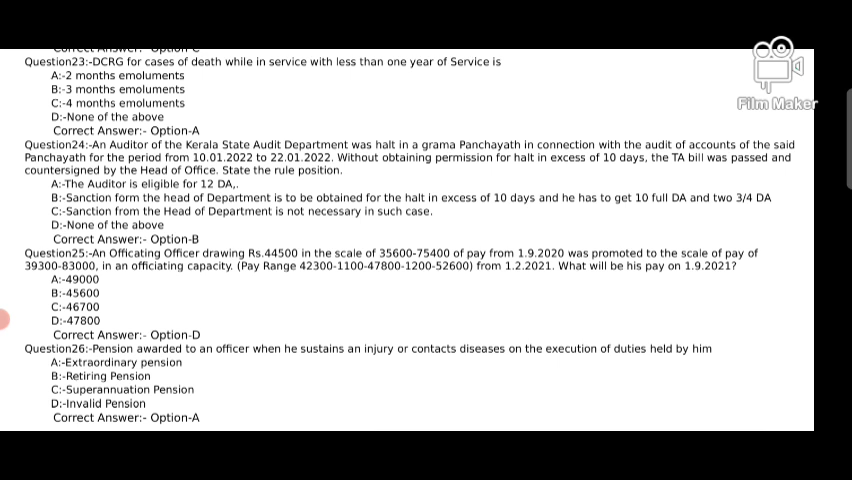 Correct Answer:- Option-C
Question23:-DCRG for cases of death while in service with less than one year of Service is
A:-2 months emoluments
B:-3 months emoluments
C:-4 months emoluments
D:-None of the above
Correct Answer:- Option-A
Question24:-An Auditor of the Kerala State Audit Department was halt in a grama Panchayath in connection with the audit of accounts of the said
Panchayath for the period from 10.01.2022 to 22.01.2022. Without obtaining permission for halt in excess of 10 days, the TA bill was passed and
countersigned by the Head of Office. State the rule position.
A:-The Auditor is eligible for 12 DA,.
B:-Sanction form the head of Department is to be obtained for the halt in excess of 10 days and he has to get 10 full DA and two 3/4 DA
C:-Sanction from the Head of Department is not necessary in such case.
D:-None of the above
Correct Answer:- Option-B
Question25:-An Officating Officer drawing Rs.44500 in the scale of 35600-75400 of pay from 1.9.2020 was promoted to the scale of pay of
39300-83000, in an officiating capacity. (Pay Range 42300-1100-47800-1200-52600) from 1.2.2021. What will be his pay on 1.9.2021?
A:-49000
B:-45600
C:-46700
D:-47800
Correct Answer:- Option-D
Question26:-Pension awarded to an officer when he sustains an injury or contacts diseases on the execution of duties held by him
A:-Extraordinary pension
B:-Retiring Pension
C:-Superannuation Pension
D:-Invalid Pension
Correct Answer:- Option-A
Film Maker